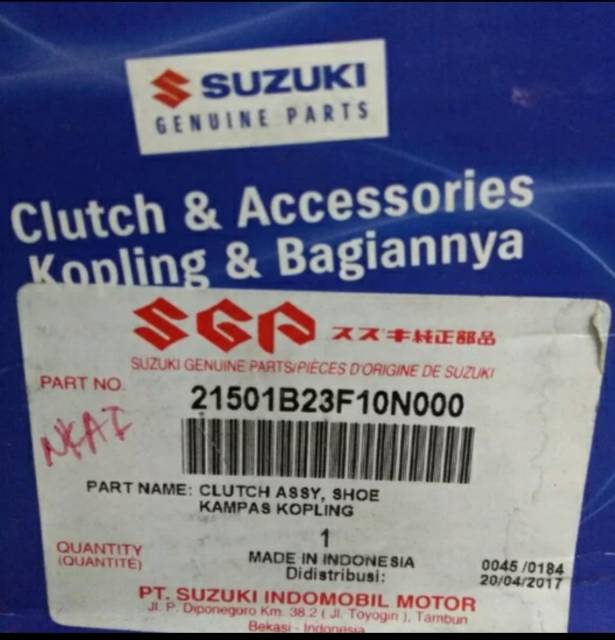 SUZUKI
GENUINE PARTS
Clutch & Accessories
Kopling & Bagiannya
SGP スズキ純正部品
SUZUKI GENUINE PARTS/PIÈCES D'ORIGINE DE SUZUKI
PART NO.
21501B23F10N000
PART NAME: CLUTCH ASSY, SHOE
KAMPAS KOPLING
QUANTITY
(QUANTITÉ)
1
MADE IN INDONESIA
Didistribusi:
0045 /0184
20/04/2017
PT. SUZUKI INDOMOBIL MOTOR
Jl. P. Diponegoro Km. 38.2 ( Jl. Toyogiri ), Tambun
Bekasi - Indonesia